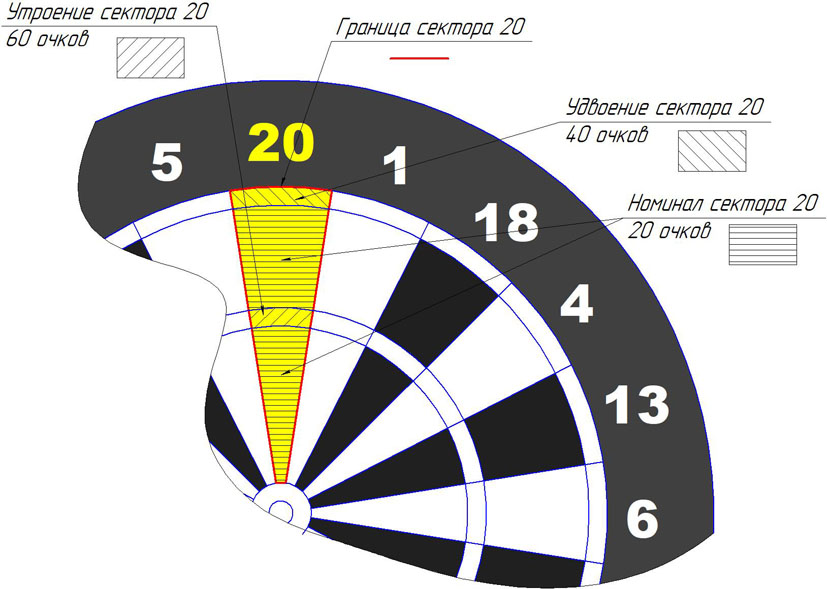 Утроение сектора 20
60 очков
Граница сектора 20
Удвоение сектора 20
40 очков
Номинал сектора 20
20 очков
5
20
1
18
4
13
6